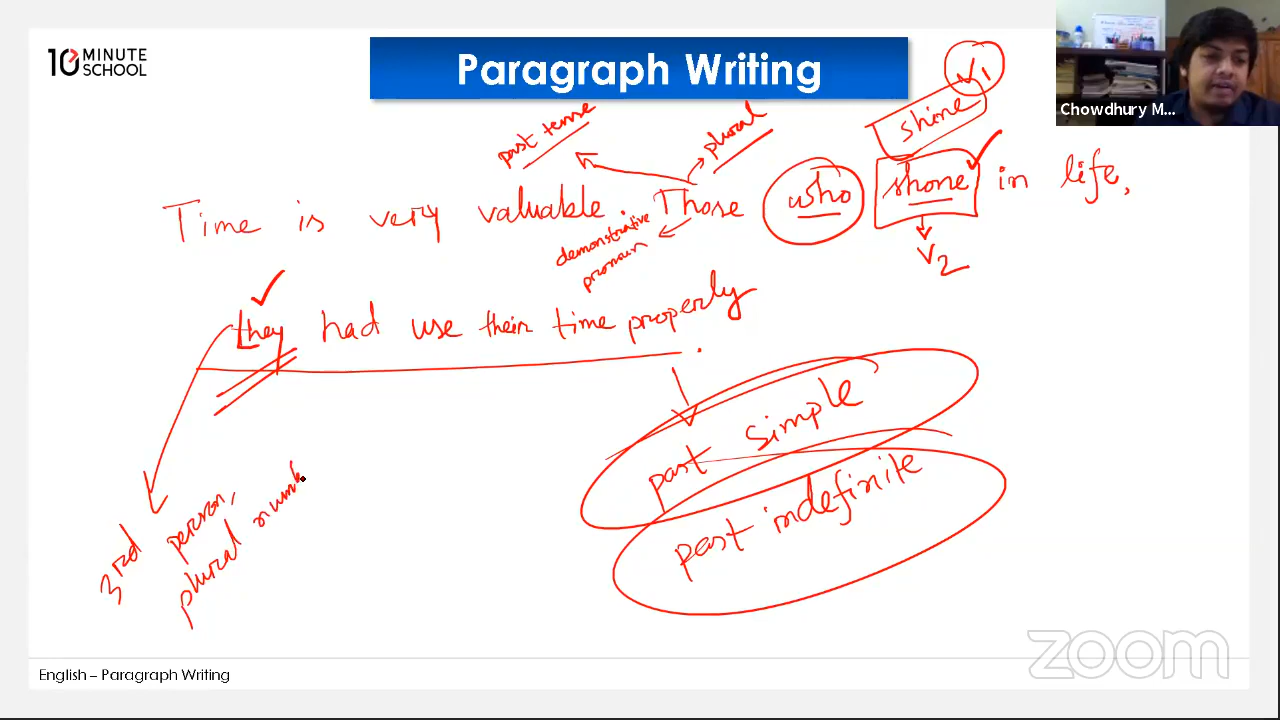 10 MINUTE SCHOOL
Paragraph Writing
Chowdhury M...
V1
shine
past tense
plural
Time is very valuable. Those who shone in life,
demonstrative
pronoun
V2
they had use their time properly.
past simple
past indefinite
3rd person,
plural numb
zoom
English – Paragraph Writing